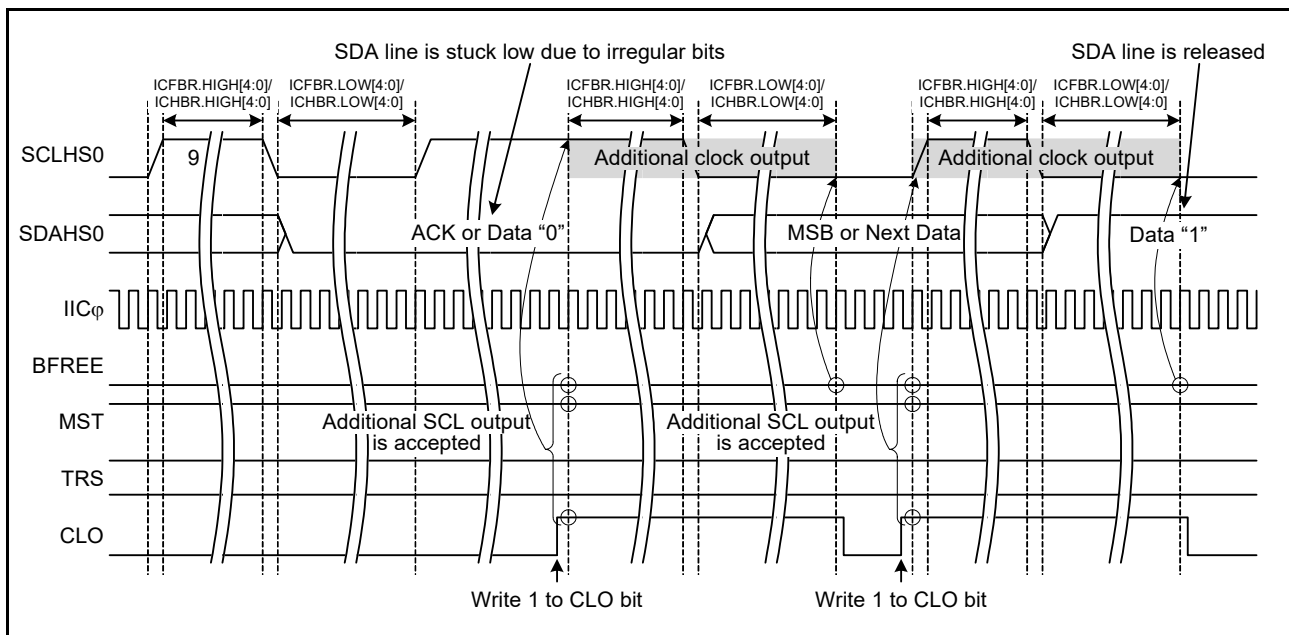 SDA line is stuck low due to irregular bits
SDA line is released
ICFBR.HIGH[4:0]/
ICHBR.HIGH[4:0]
ICFBR.LOW[4:0]/
ICHBR.LOW[4:0]
ICFBR.HIGH[4:0]/
ICHBR.HIGH[4:0]
ICFBR.LOW[4:0]/
ICHBR.LOW[4:0]
ICFBR.HIGH[4:0]/
ICHBR.HIGH[4:0]
ICFBR.LOW[4:0]/
ICHBR.LOW[4:0]
SCLHS0
9
Additional clock output
Additional clock output
SDAHS0
ACK or Data “0”
MSB or Next Data
Data “1”
IICφ
BFREE
MST
Additional SCL output
is accepted
Additional SCL output
is accepted
TRS
CLO
Write 1 to CLO bit
Write 1 to CLO bit